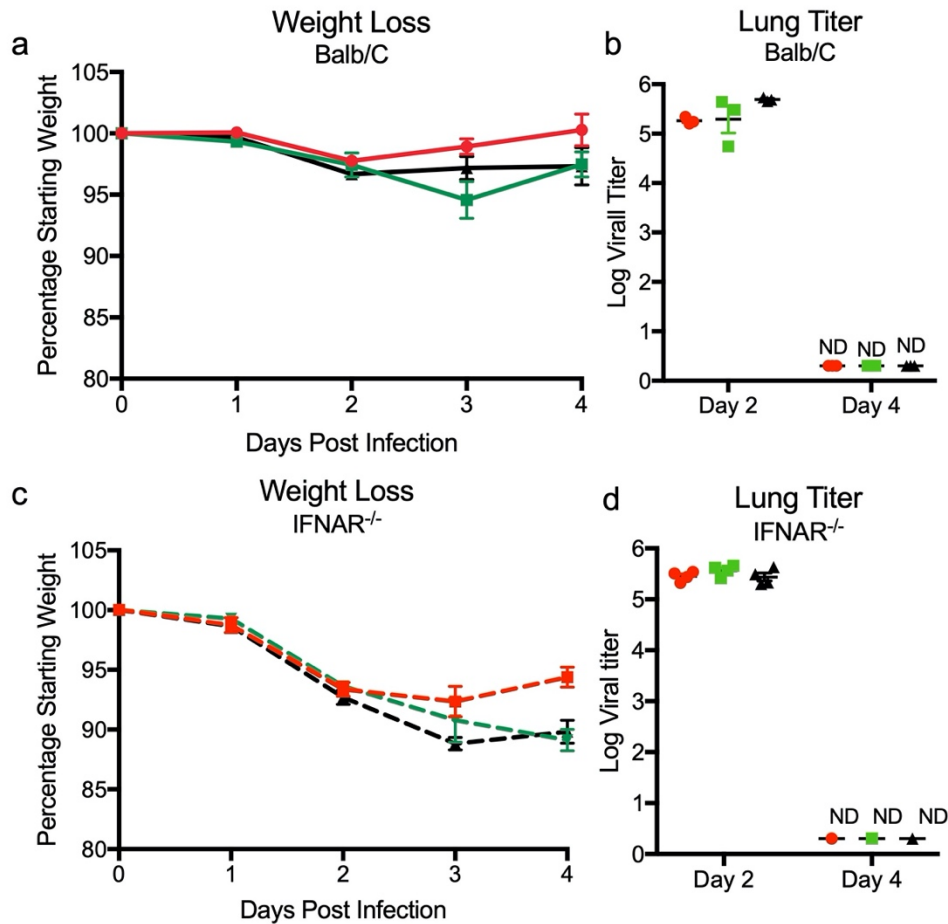 a
Weight Loss
Balb/C
Percentage Starting Weight
105
100
95
90
85
80
0 1 2 3 4
Days Post Infection
b
Lung Titer
Balb/C
Log Virall Titer
6
5
4
3
2
1
0
ND ND ND
Day 2 Day 4
c
Weight Loss
IFNAR-/-
Percentage Starting Weight
105
100
95
90
85
80
0 1 2 3 4
Days Post Infection
d
Lung Titer
IFNAR-/-
Log Viral titer
6
5
4
3
2
1
0
ND ND ND
Day 2 Day 4